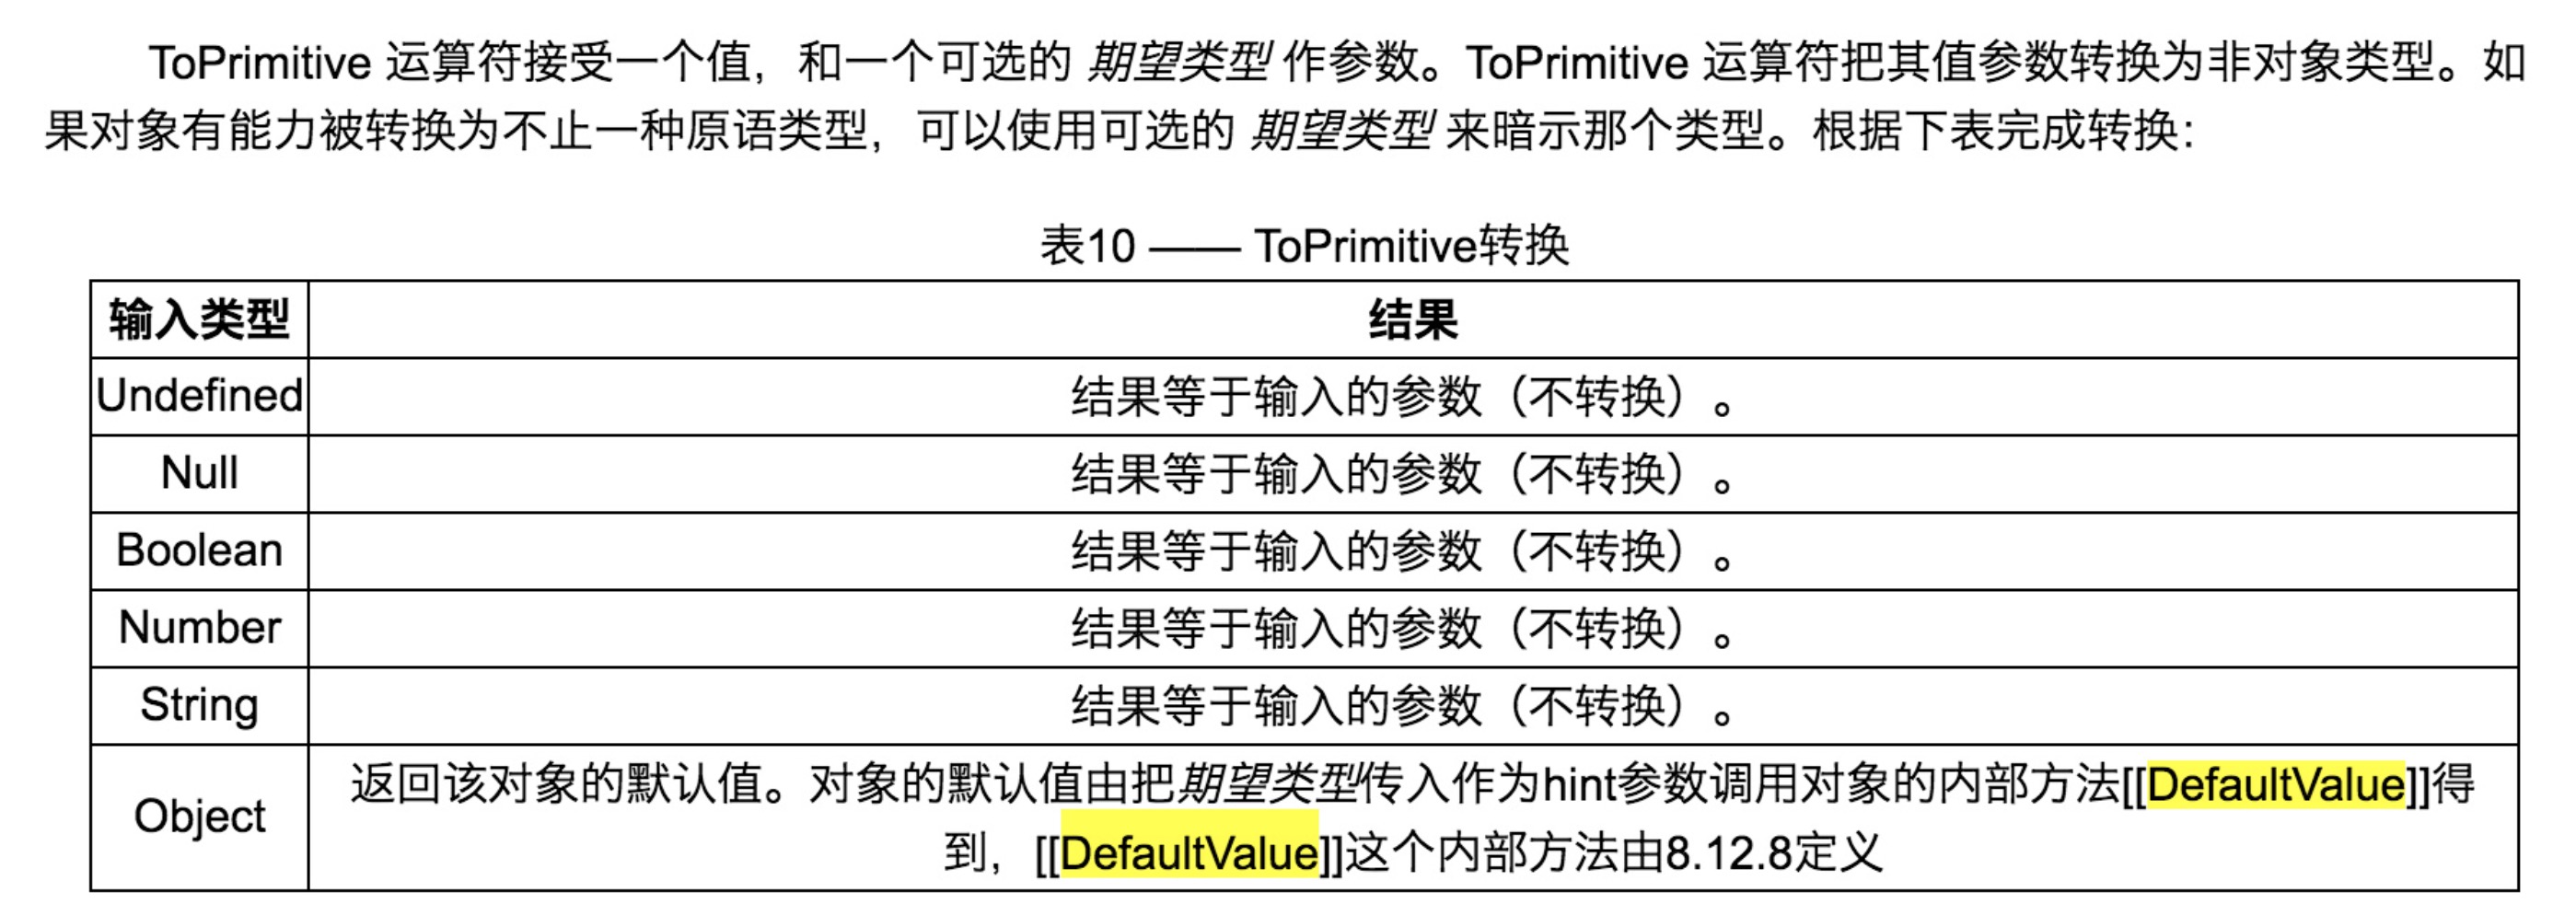 ToPrimitive 运算符接受一个值，和一个可选的 期望类型 作参数。ToPrimitive 运算符把其值参数转换为非对象类型。如
果对象有能力被转换为不止一种原语类型，可以使用可选的 期望类型 来暗示那个类型。根据下表完成转换：
表10 —— ToPrimitive转换
输入类型 结果
Undefined 结果等于输入的参数（不转换）。
Null 结果等于输入的参数（不转换）。
Boolean 结果等于输入的参数（不转换）。
Number 结果等于输入的参数（不转换）。
String 结果等于输入的参数（不转换）。
Object 返回该对象的默认值。对象的默认值由把期望类型传入作为hint参数调用对象的内部方法[[DefaultValue]]得
到，[[DefaultValue]]这个内部方法由8.12.8定义